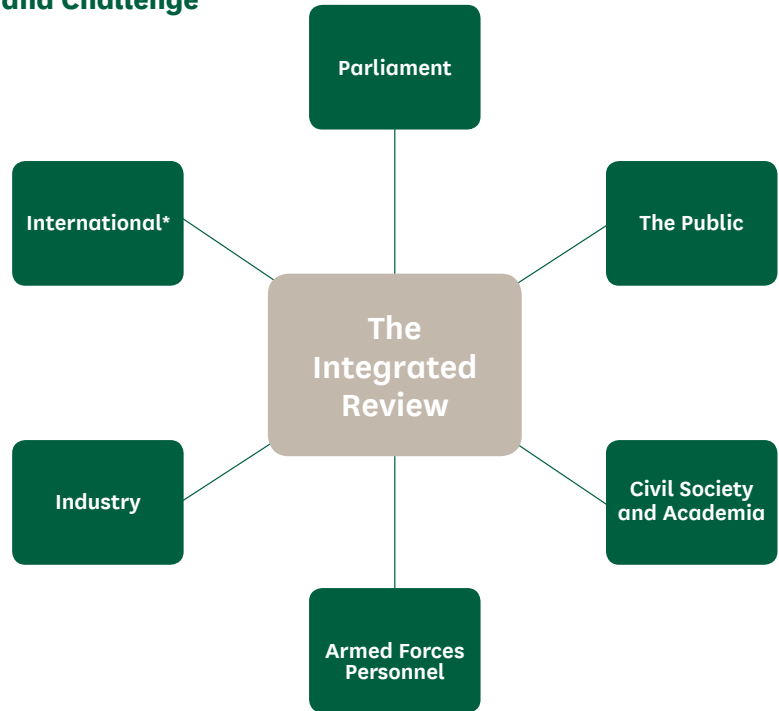 and Challenge
Parliament
International*
The Public
The
Integrated
Review
Industry
Civil Society
and Academia
Armed Forces
Personnel